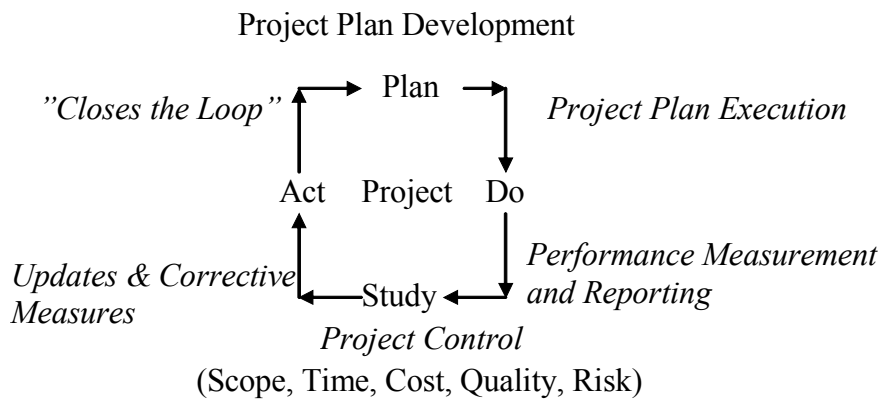 Project Plan Development
”Closes the Loop”
Plan
Project Plan Execution
Act
Project
Do
Updates & Corrective
Measures
Study
Performance Measurement
and Reporting
Project Control
(Scope, Time, Cost, Quality, Risk)